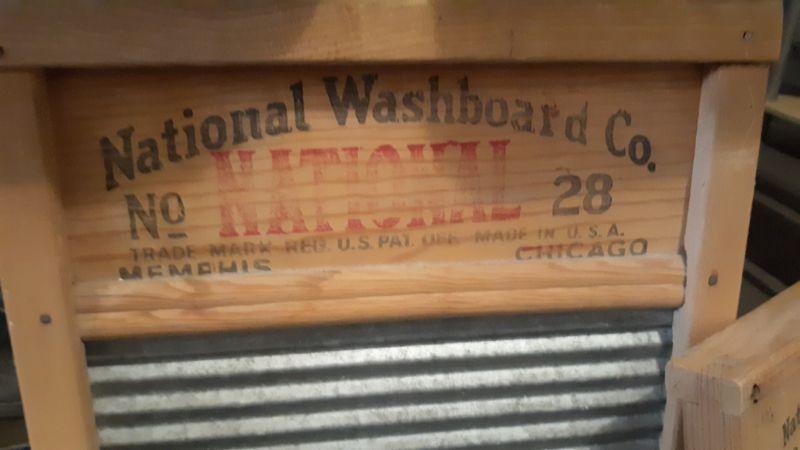 National Washboard Co.
No NATIONAL 28
TRADE MARK REG. U.S. PAT. OFF. MADE IN U.S.A.
MEMPHIS CHICAGO